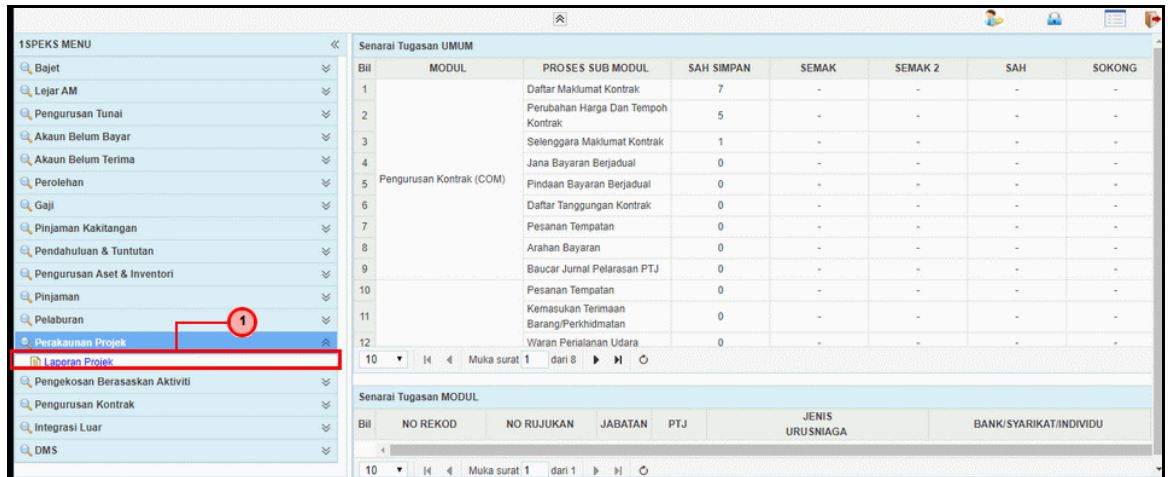 1SPEKS MENU
Bajet
Lejar AM
Pengurusan Tunai
Akaun Belum Bayar
Akaun Belum Terima
Perolehan
Gaji
Pinjaman Kakitangan
Pendahuluan & Tuntutan
Pengurusan Aset & Inventori
Pinjaman
Pelaburan
1
Perakaunan Projek
Laporan Projek
Pengekosan Berasaskan Aktiviti
Pengurusan Kontrak
Integrasi Luar
DMS
Senarai Tugasan UMUM
Bil MODUL PROSES SUB MODUL SAH SIMPAN SEMAK SEMAK 2 SAH SOKONG
1 Daftar Maklumat Kontrak 7 - - - -
2 Perubahan Harga Dan Tempoh Kontrak 5 - - - -
3 Selenggara Maklumat Kontrak 1 - - - -
4 Jana Bayaran Berjadual 0 - - - -
5 Pengurusan Kontrak (COM) Pindaan Bayaran Berjadual 0 - - - -
6 Daftar Tanggungan Kontrak 0 - - - -
7 Pesanan Tempatan 0 - - - -
8 Arahan Bayaran 0 - - - -
9 Baucar Jurnal Pelarasan PTJ 0 - - - -
10 Pesanan Tempatan 0 - - - -
11 Kemasukan Terimaan Barang/Perkhidmatan 0 - - - -
12 Waran Perjalanan Udara 0 - - - -
10 Muka surat 1 dari 8
Senarai Tugasan MODUL
Bil NO REKOD NO RUJUKAN JABATAN PTJ JENIS URUSNIAGA BANK/SYARIKAT/INDIVIDU
10 Muka surat 1 dari 1